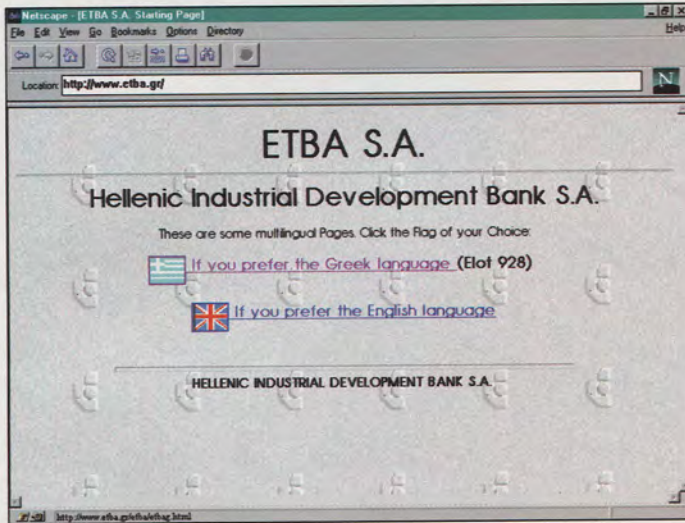 Netscape - [ETBA S.A. Starting Page]
File Edit View Go Bookmarks Options Directory Help
Location: http://www.etba.gr/
N
ETBA S.A.
Hellenic Industrial Development Bank S.A.
These are some multilingual Pages. Click the Flag of your Choice:
If you prefer the Greek language (Elot 928)
If you prefer the English language
HELLENIC INDUSTRIAL DEVELOPMENT BANK S.A.
http://www.etba.gr/etba/etbag.html